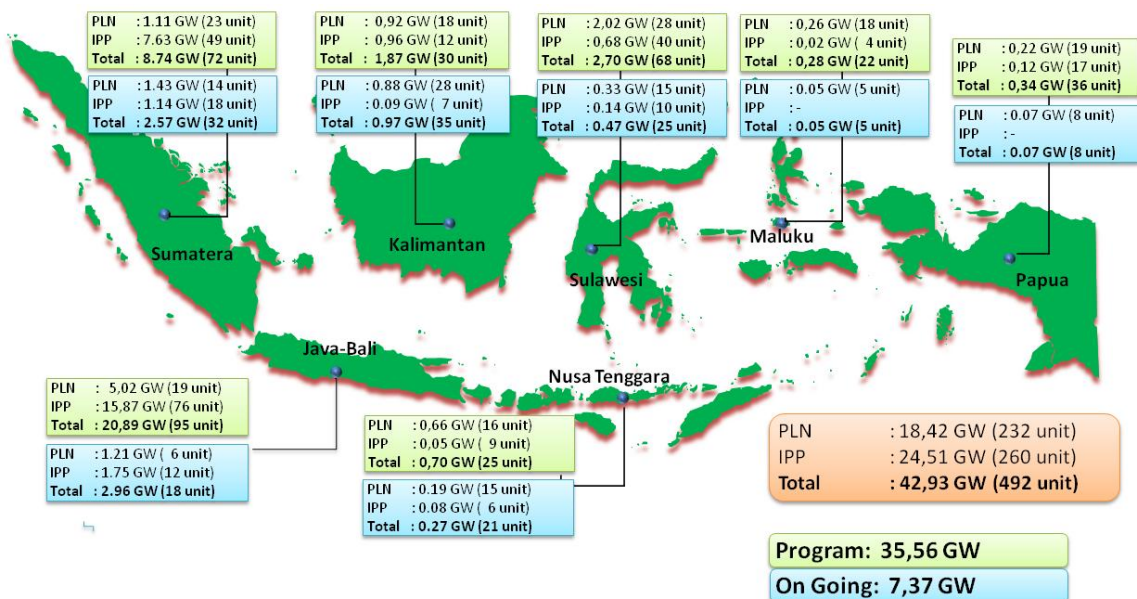 PLN : 1.11 GW (23 unit)
IPP : 7.63 GW (49 unit)
Total : 8.74 GW (72 unit)
PLN : 1.43 GW (14 unit)
IPP : 1.14 GW (18 unit)
Total : 2.57 GW (32 unit)
PLN : 0,92 GW (18 unit)
IPP : 0,96 GW (12 unit)
Total : 1,87 GW (30 unit)
PLN : 0.88 GW (28 unit)
IPP : 0.09 GW ( 7 unit)
Total : 0.97 GW (35 unit)
PLN : 2,02 GW (28 unit)
IPP : 0,68 GW (40 unit)
Total : 2,70 GW (68 unit)
PLN : 0.33 GW (15 unit)
IPP : 0.14 GW (10 unit)
Total : 0.47 GW (25 unit)
PLN : 0,26 GW (18 unit)
IPP : 0,02 GW ( 4 unit)
Total : 0,28 GW (22 unit)
PLN : 0.05 GW (5 unit)
IPP :-
Total : 0.05 GW (5 unit)
PLN : 0,22 GW (19 unit)
IPP : 0,12 GW (17 unit)
Total : 0,34 GW (36 unit)
PLN : 0.07 GW (8 unit)
IPP :-
Total : 0.07 GW (8 unit)
Sumatera
Kalimantan
Sulawesi
Maluku
Papua
Java-Bali
Nusa Tenggara
PLN : 5,02 GW (19 unit)
IPP : 15,87 GW (76 unit)
Total : 20,89 GW (95 unit)
PLN : 1.21 GW ( 6 unit)
IPP : 1.75 GW (12 unit)
Total : 2.96 GW (18 unit)
PLN : 0,66 GW (16 unit)
IPP : 0,05 GW ( 9 unit)
Total : 0,70 GW (25 unit)
PLN : 0.19 GW (15 unit)
IPP : 0.08 GW ( 6 unit)
Total : 0.27 GW (21 unit)
PLN : 18,42 GW (232 unit)
IPP : 24,51 GW (260 unit)
Total : 42,93 GW (492 unit)
Program: 35,56 GW
On Going: 7,37 GW